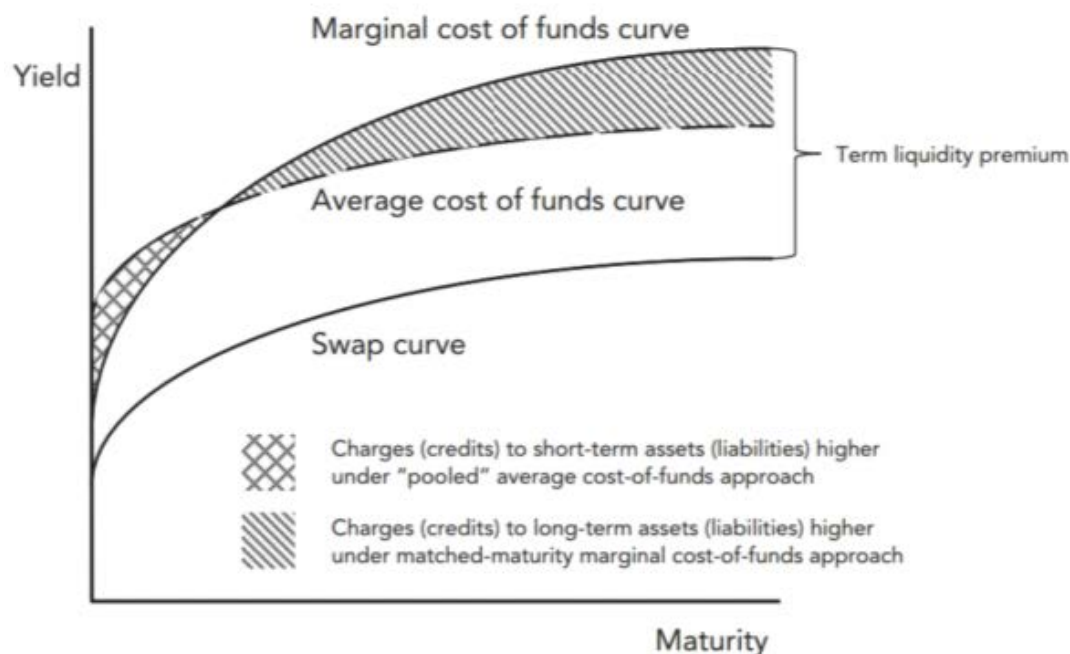 Marginal cost of funds curve
Yield
Term liquidity premium
Average cost of funds curve
Swap curve
Charges (credits) to short-term assets (liabilities) higher
under "pooled" average cost-of-funds approach
Charges (credits) to long-term assets (liabilities) higher
under matched-maturity marginal cost-of-funds approach
Maturity